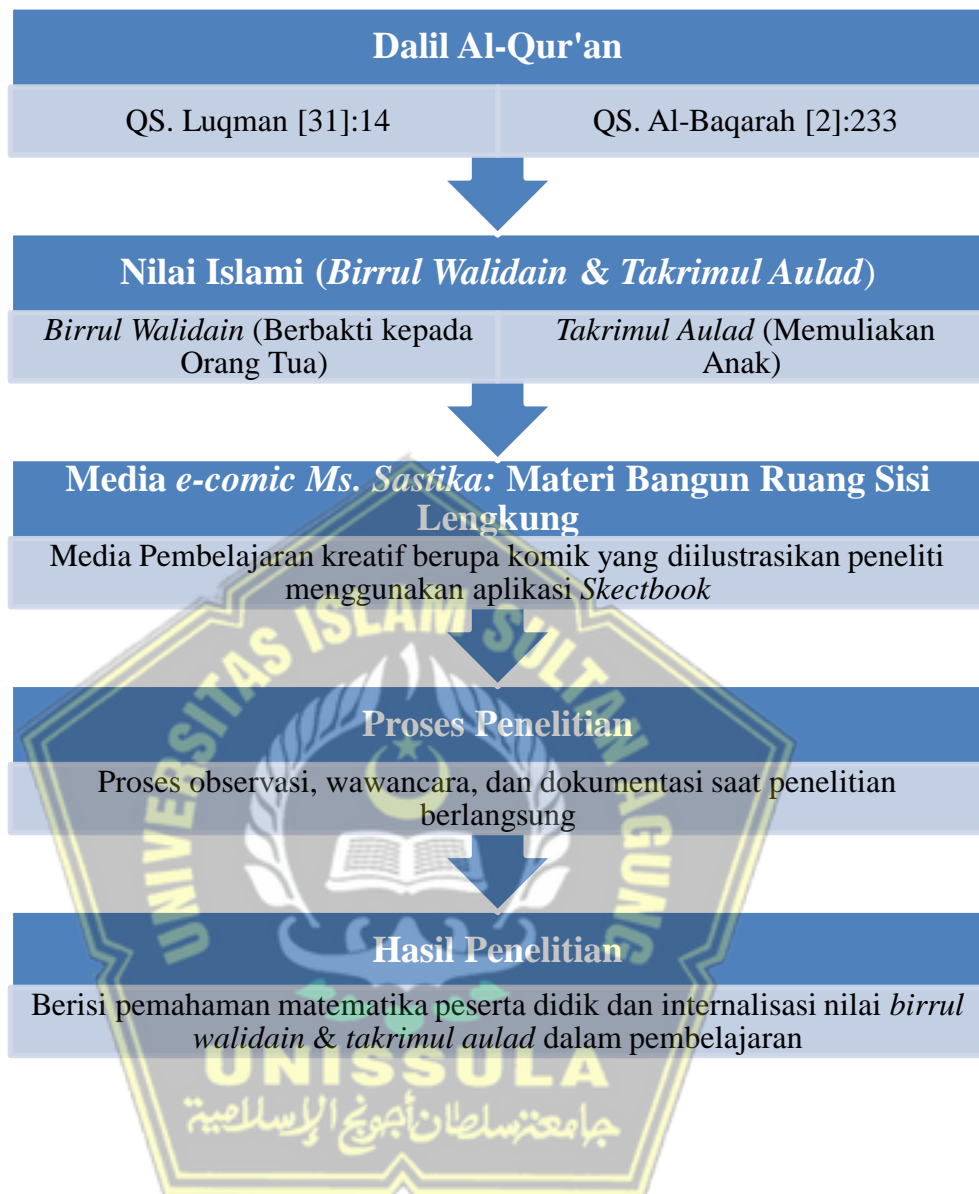 Dalil Al-Qur'an
QS. Luqman [31]:14
QS. Al-Baqarah [2]:233
Nilai Islami (Birrul Walidain & Takrimul Aulad)
Birrul Walidain (Berbakti kepada
Orang Tua)
Takrimul Aulad (Memuliakan
Anak)
Media e-comic Ms. Sastika: Materi Bangun Ruang Sisi
Lengkung
Media Pembelajaran kreatif berupa komik yang diilustrasikan peneliti
menggunakan aplikasi Skectbook
Proses Penelitian
Proses observasi, wawancara, dan dokumentasi saat penelitian
berlangsung
Hasil Penelitian
Berisi pemahaman matematika peserta didik dan internalisasi nilai birrul
walidain & takrimul aulad dalam pembelajaran
UNIVERSITAS ISLAM SULTAN AGUNG
UNISSULA
جامعتنسلطان أجونج الإسلامية